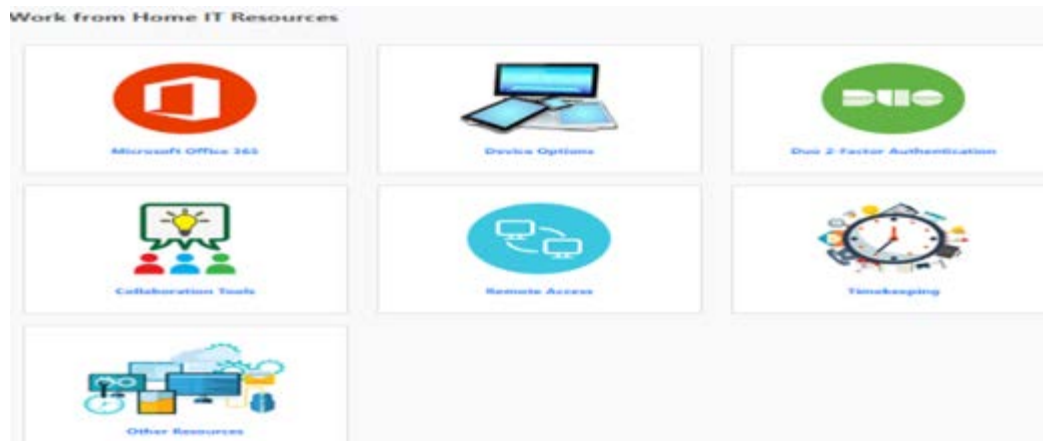 Work from Home IT Resources
Microsoft Office 365
Device Options
DUO
Duo 2-Factor Authentication
Collaboration Tools
Remote Access
Timekeeping
Other Resources